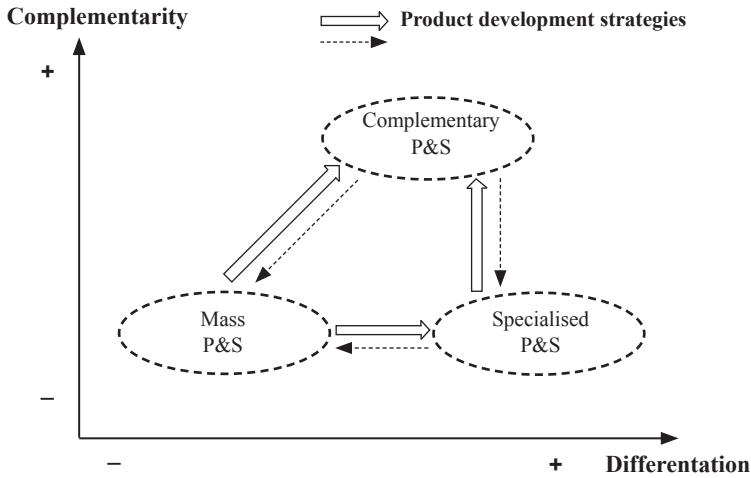 Complementarity
Product development strategies
+
Complementary
P&S
Mass
P&S
Specialised
P&S
–
–
+
Differentation